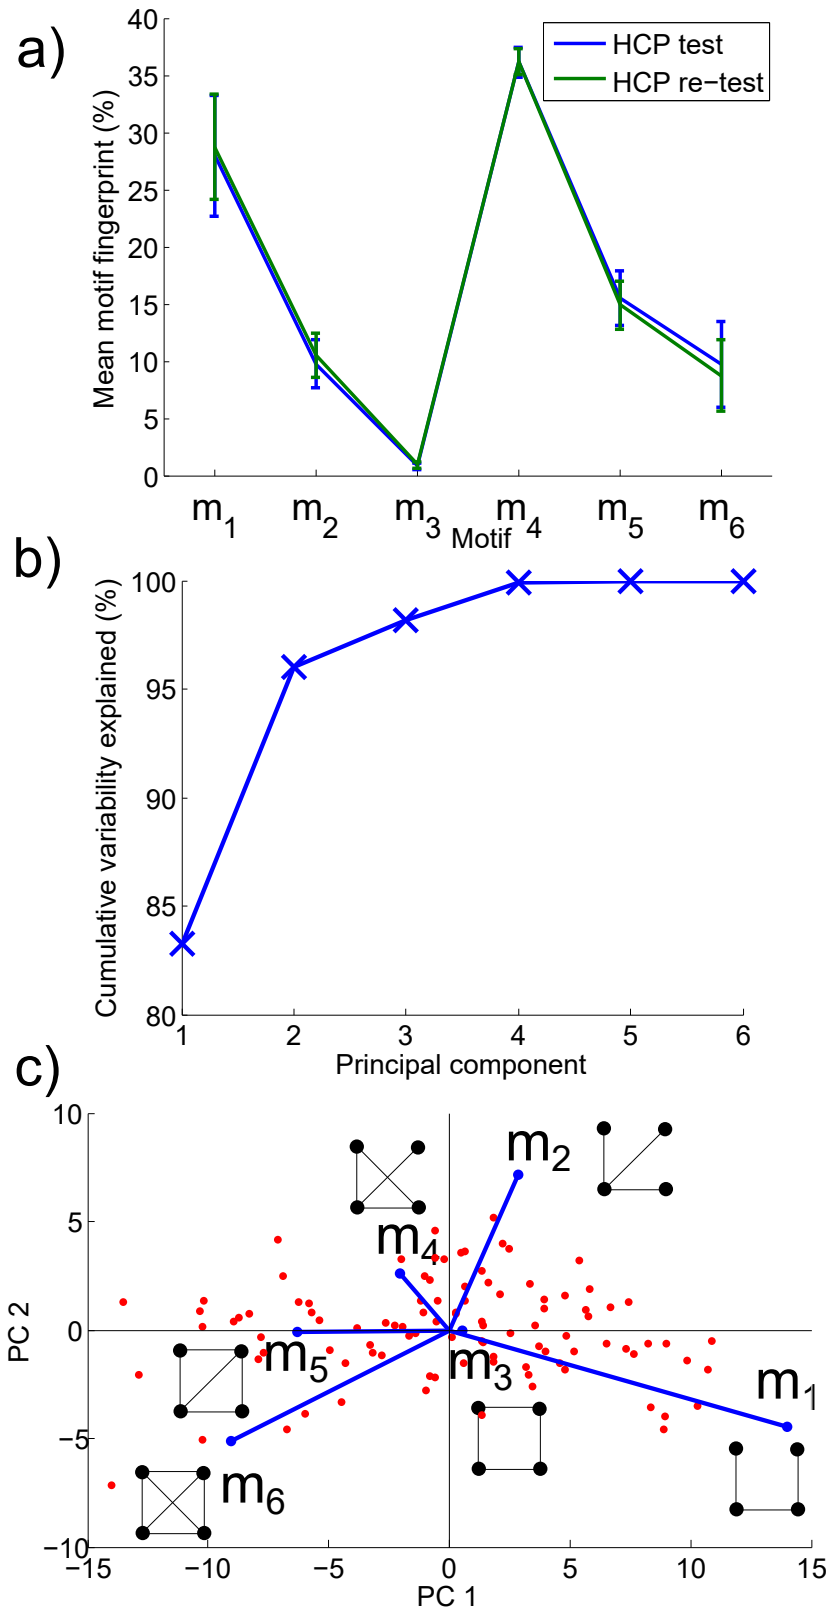 a)
40
35
30
25
20
15
10
5
0
Mean motif fingerprint (%)
HCP test
HCP re−test
m1 m2 m3 m4 m5 m6
Motif
b)
100
95
90
85
80
Cumulative variability explained (%)
1 2 3 4 5 6
Principal component
c)
10
5
0
−5
−10
PC 2
m2
m4
m5
m3
m1
m6
−15 −10 −5 0 5 10 15
PC 1